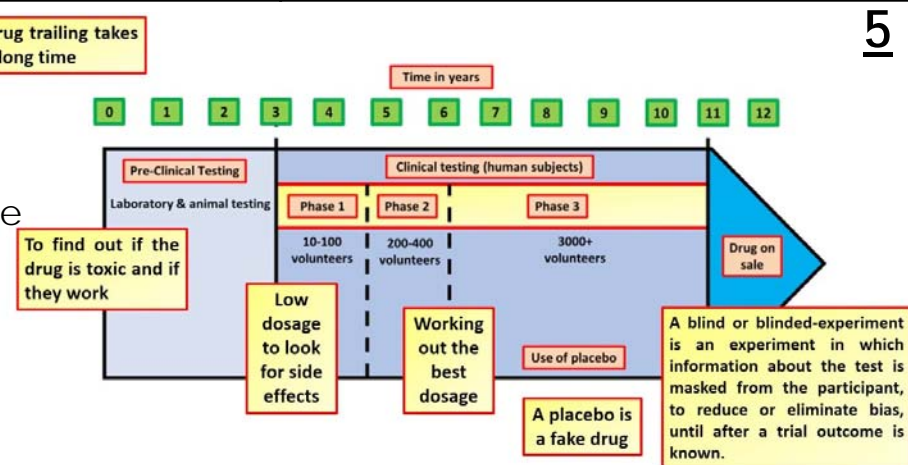 rug trailing takes
long time
5
Time in years
0 1 2 3 4 5 6 7 8 9 10 11 12
Pre-Clinical Testing
Clinical testing (human subjects)
Laboratory & animal testing
Phase 1
Phase 2
Phase 3
e
To find out if the
drug is toxic and if
they work
10-100
volunteers
200-400
volunteers
3000+
volunteers
Drug on
sale
Low
dosage
to look
for side
effects
Working
out the
best
dosage
Use of placebo
A placebo is
a fake drug
A blind or blinded-experiment
is an experiment in which
information about the test is
masked from the participant,
to reduce or eliminate bias,
until after a trial outcome is
known.